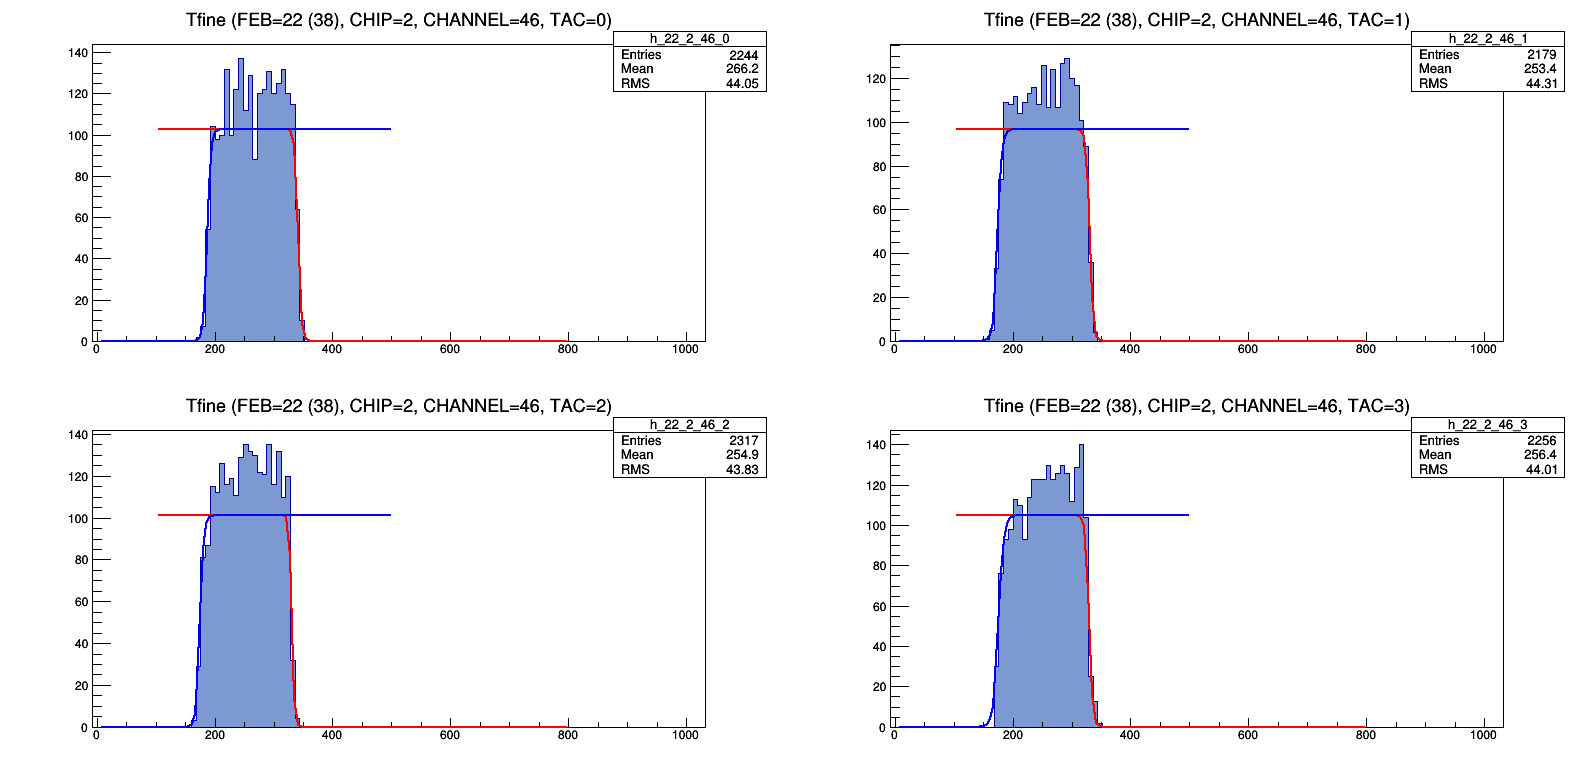 Tfine (FEB=22 (38), CHIP=2, CHANNEL=46, TAC=0)
h_22_2_46_0
Entries 2244
Mean 266.2
RMS 44.05
140
120
100
80
60
40
20
0
0 200 400 600 800 1000
Tfine (FEB=22 (38), CHIP=2, CHANNEL=46, TAC=1)
h_22_2_46_1
Entries 2179
Mean 253.4
RMS 44.31
120
100
80
60
40
20
0
0 200 400 600 800 1000
Tfine (FEB=22 (38), CHIP=2, CHANNEL=46, TAC=2)
h_22_2_46_2
Entries 2317
Mean 254.9
RMS 43.83
140
120
100
80
60
40
20
0
0 200 400 600 800 1000
Tfine (FEB=22 (38), CHIP=2, CHANNEL=46, TAC=3)
h_22_2_46_3
Entries 2256
Mean 256.4
RMS 44.01
140
120
100
80
60
40
20
0
0 200 400 600 800 1000